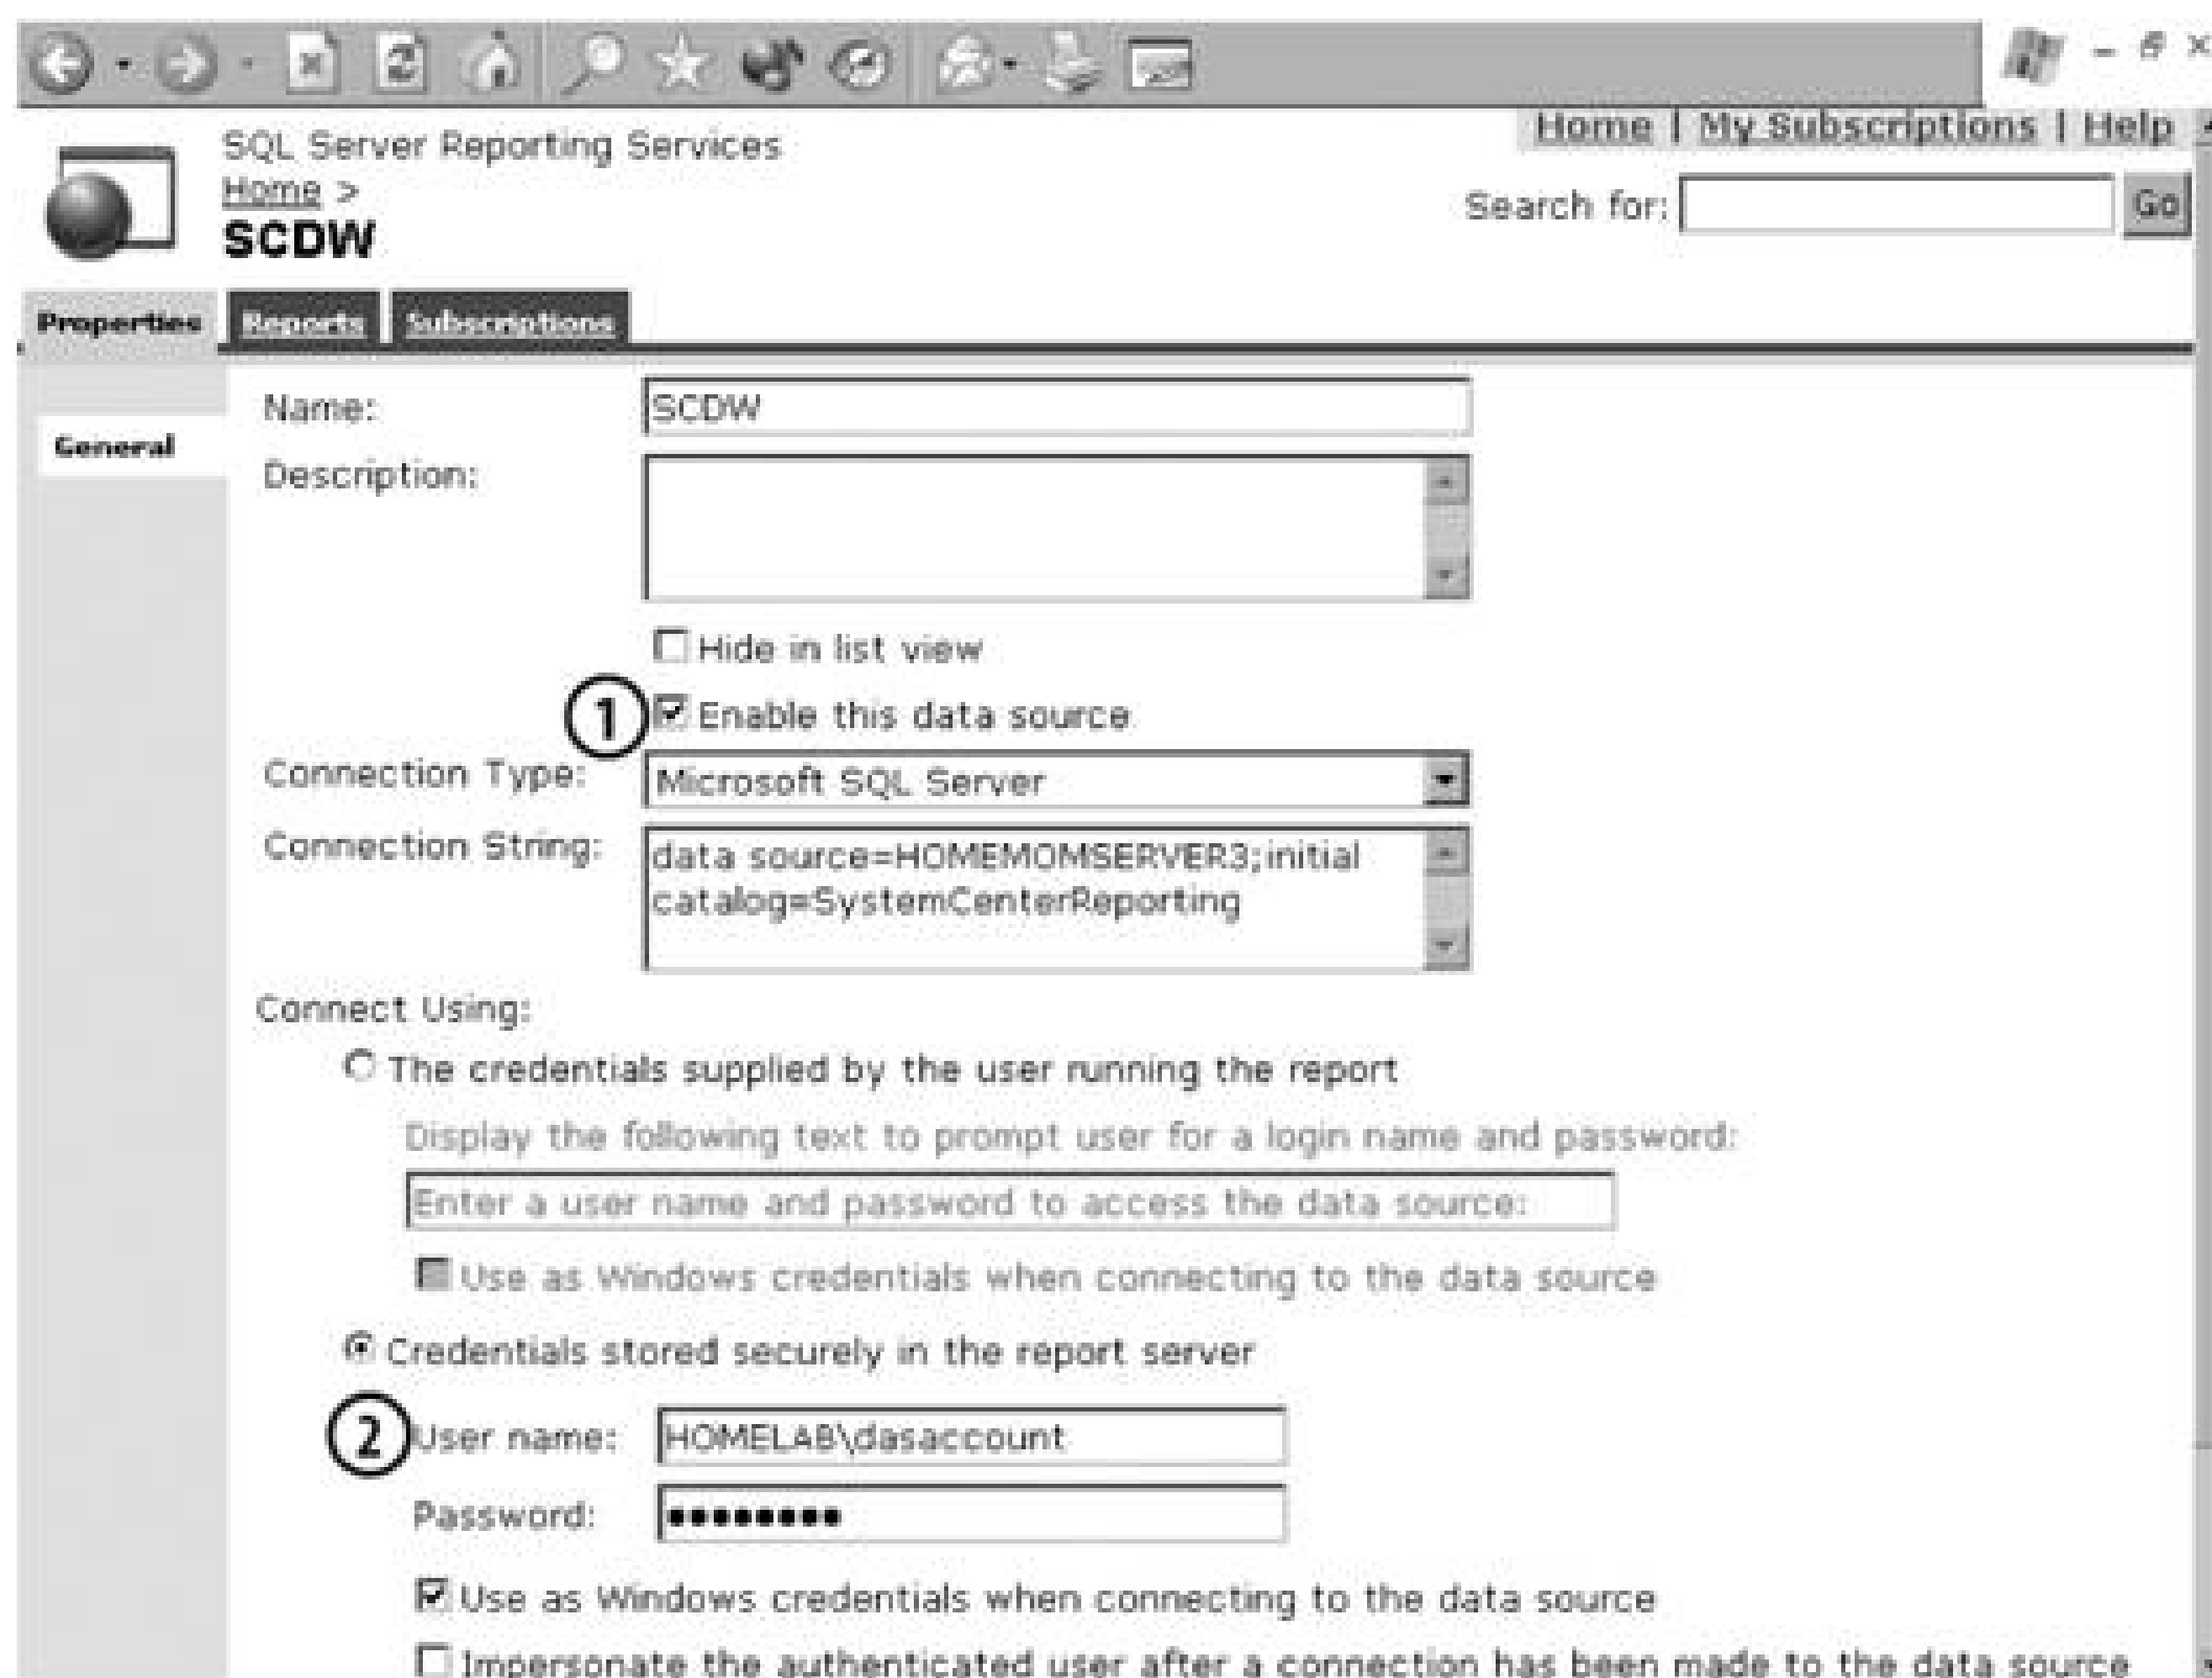 Home | My Subscriptions | Help
SQL Server Reporting Services
Home >
SCDW
Search for:
Go
Properties
Reports
Subscriptions
General
Name:
SCDW
Description:
Hide in list view
1
Enable this data source
Connection Type:
Microsoft SQL Server
Connection String:
data source=HOMEMOMSERVER3;initial
catalog=SystemCenterReporting
Connect Using:
The credentials supplied by the user running the report
Display the following text to prompt user for a login name and password:
Enter a user name and password to access the data source:
Use as Windows credentials when connecting to the data source
Credentials stored securely in the report server
2
User name:
HOMELAB\dasaccount
Password:
••••••••
Use as Windows credentials when connecting to the data source
Impersonate the authenticated user after a connection has been made to the data source